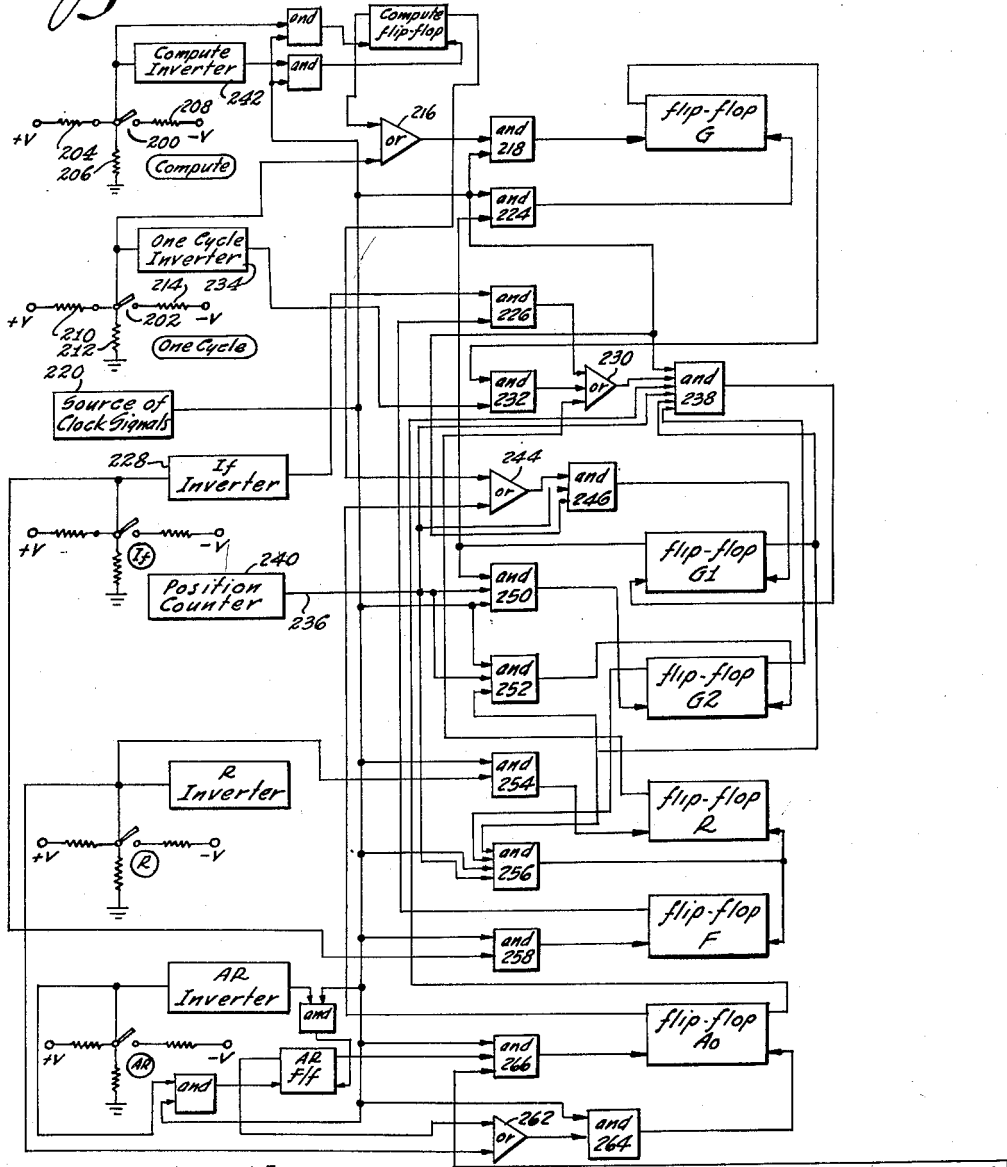 and
Compute
flip-flop
Compute
Inverter
242
and
208
+V
-V
204
200
206
Compute
216
or
and
218
flip-flop
G
and
224
One Cycle
Inverter
234
214
+V
202
-V
210
212
One Cycle
and
226
230
or
and
232
and
238
220
Source of
Clock Signals
228
If
Inverter
244
or
and
246
+V
-V
If
flip-flop
G1
240
Position
Counter
236
and
250
and
252
flip-flop
G2
R
Inverter
and
254
flip-flop
R
+V
-V
R
and
256
flip-flop
F
and
258
AR
Inverter
and
flip-flop
Ao
+V
-V
AR
AR
F/f
and
266
and
262
or
and
264